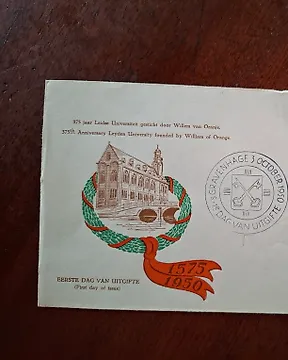 375 jaar Leidse Universiteit gesticht door Willem van Oranje.
375th Anniversary Leyden University founded by William of Orange.
'S-GRAVENHAGE 3 OCTOBER 1950
DAG VAN UITGIFTE
1575
1950
EERSTE DAG VAN UITGIFTE
(First day of issue)